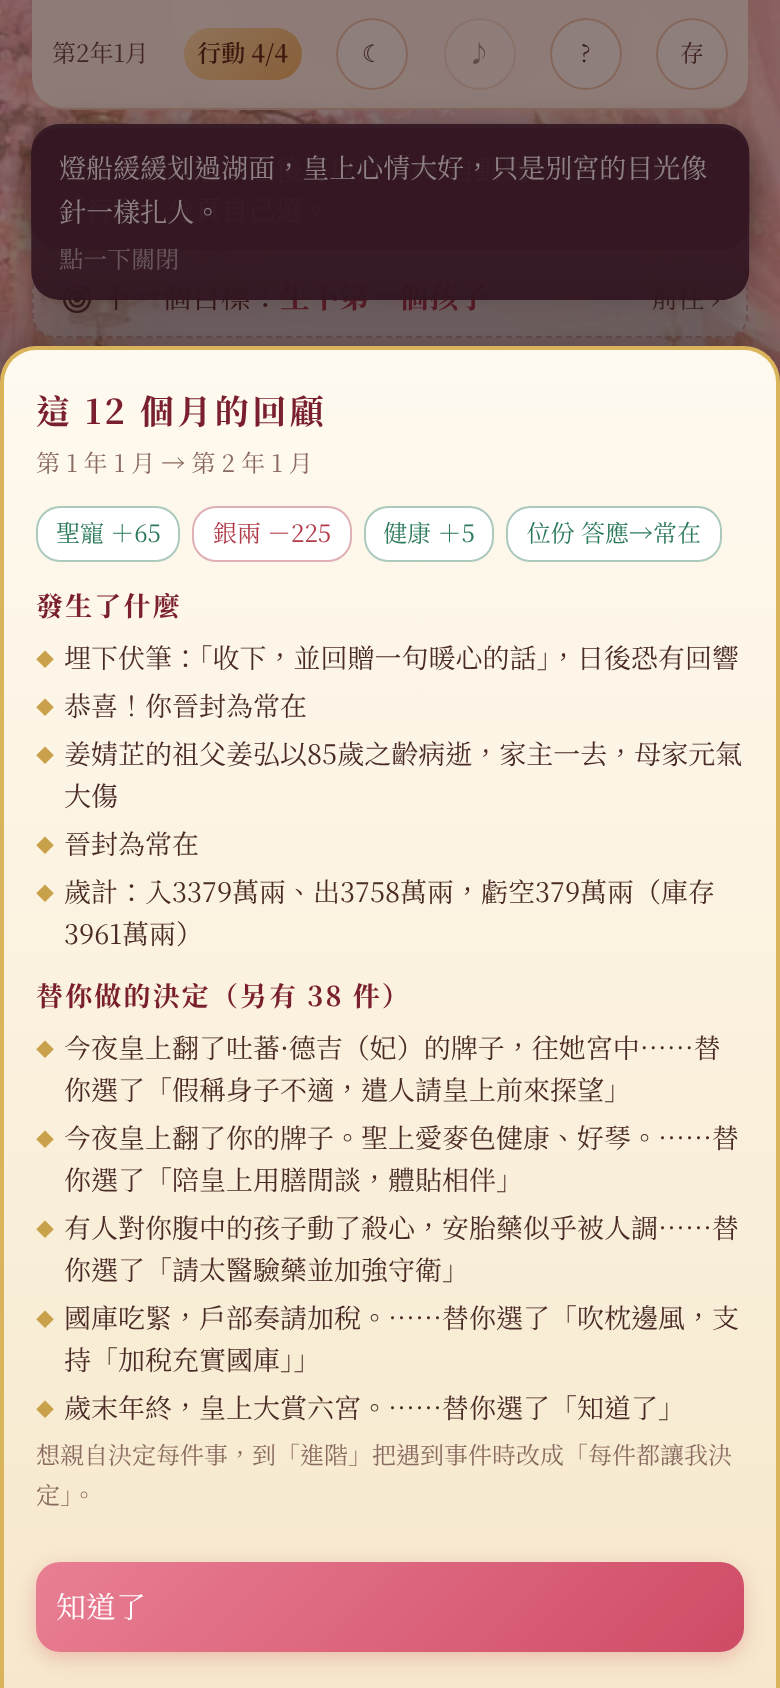 第2年1月
行動 4/4
☾
♪
?
存
燈船緩緩划過湖面，皇上心情大好，只是別宮的目光像
針一樣扎人。
點一下關閉
個目標：生下第一個孩子
前往
這 12 個月的回顧
第 1 年 1 月 → 第 2 年 1 月
聖寵 ＋65
銀兩 －225
健康 ＋5
位份 答應→常在
發生了什麼
◆ 埋下伏筆：「收下，並回贈一句暖心的話」，日後恐有回響
◆ 恭喜！你晉封為常在
◆ 姜婧芷的祖父姜弘以85歲之齡病逝，家主一去，母家元氣
大傷
◆ 晉封為常在
◆ 歲計：入3379萬兩、出3758萬兩，虧空379萬兩（庫存
3961萬兩）
替你做的決定（另有 38 件）
◆ 今夜皇上翻了吐蕃·德吉（妃）的牌子，往她宮中……替
你選了「假稱身子不適，遣人請皇上前來探望」
◆ 今夜皇上翻了你的牌子。聖上愛麥色健康、好琴。……替
你選了「陪皇上用膳閒談，體貼相伴」
◆ 有人對你腹中的孩子動了殺心，安胎藥似乎被人調……替
你選了「請太醫驗藥並加強守衛」
◆ 國庫吃緊，戶部奏請加稅。……替你選了「吹枕邊風，支
持「加稅充實國庫」」
◆ 歲末年終，皇上大賞六宮。……替你選了「知道了」
想親自決定每件事，到「進階」把遇到事件時改成「每件都讓我決
定」。
知道了